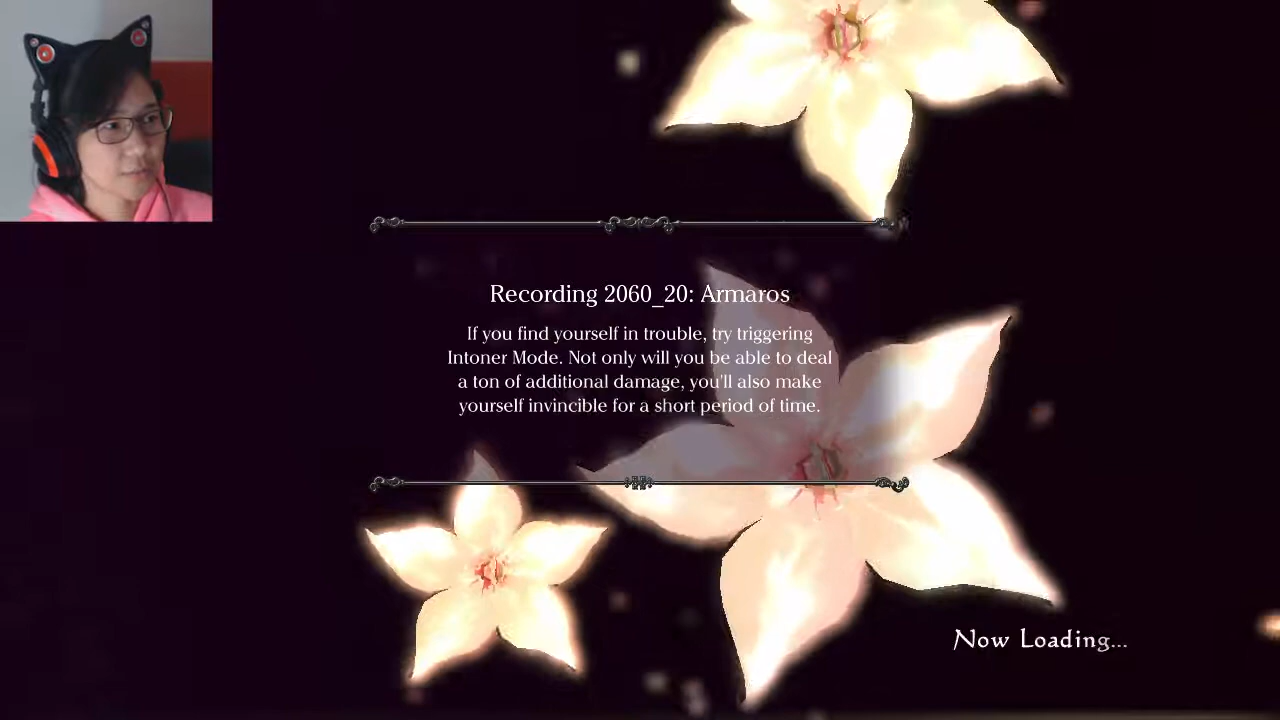 Recording 2060_20: Armaros
If you find yourself in trouble, try triggering
Intoner Mode. Not only will you be able to deal
a ton of additional damage, you'll also make
yourself invincible for a short period of time.
Now Loading...